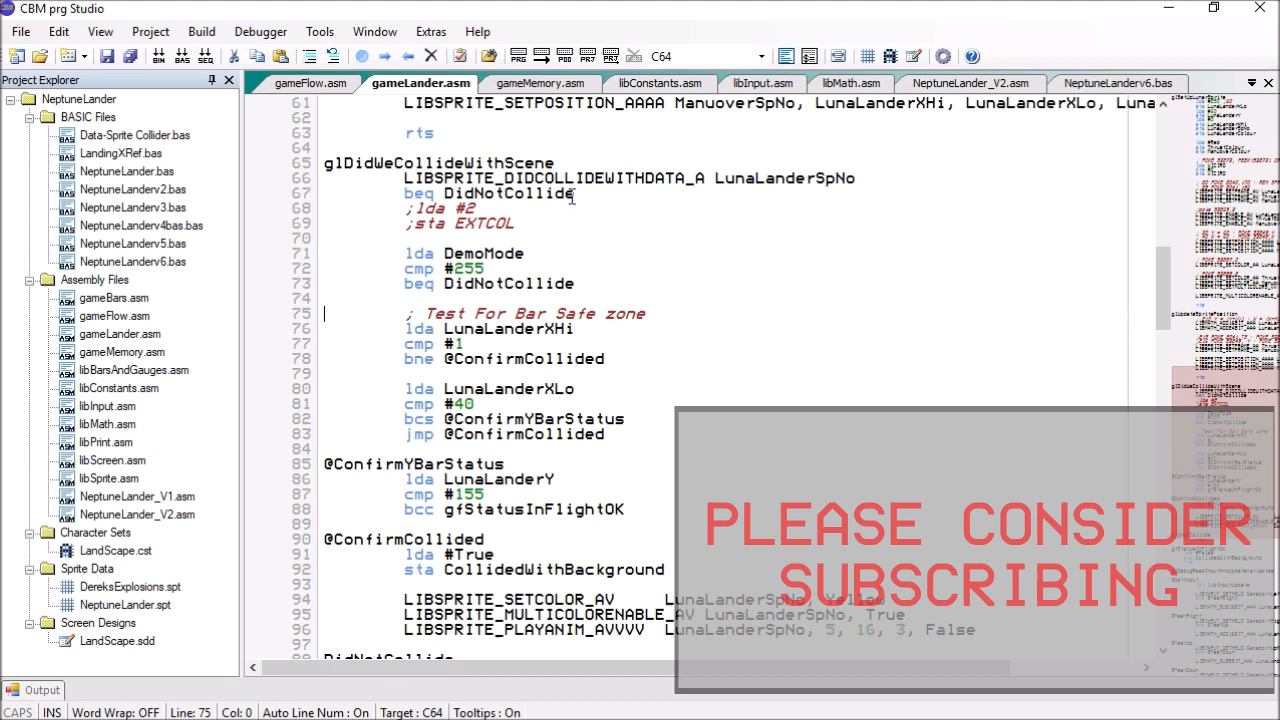 CBM prg Studio
File Edit View Project Build Debugger Tools Window Extras Help
C64
Project Explorer
gameFlow.asm gameLander.asm gameMemory.asm libConstants.asm libInput.asm libMath.asm NeptuneLander_V2.asm NeptuneLanderv6.bas
NeptuneLander
BASIC Files
Data-Sprite Collider.bas
LandingXRef.bas
NeptuneLander.bas
NeptuneLanderv2.bas
NeptuneLanderv3.bas
NeptuneLanderv4bas.bas
NeptuneLanderv5.bas
NeptuneLanderv6.bas
Assembly Files
gameBars.asm
gameFlow.asm
gameLander.asm
gameMemory.asm
libBarsAndGauges.asm
libConstants.asm
libInput.asm
libMath.asm
libPrint.asm
libScreen.asm
libSprite.asm
NeptuneLander_V1.asm
NeptuneLander_V2.asm
Character Sets
LandScape.cst
Sprite Data
DereksExplosions.spt
NeptuneLander.spt
Screen Designs
LandScape.sdd
61 LIBSPRITE_SETPOSITION_AAAA ManuoverSpNo, LunaLanderXHi, LunaLanderXLo, Luna
62
63 rts
64
65 glDidWeCollideWithScene
66 LIBSPRITE_DIDCOLLIDEWITHDATA_A LunaLanderSpNo
67 beq DidNotCollide
68 ;lda #2
69 ;sta EXTCOL
70
71 lda DemoMode
72 cmp #255
73 beq DidNotCollide
74
75 ; Test For Bar Safe zone
76 lda LunaLanderXHi
77 cmp #1
78 bne @ConfirmCollided
79
80 lda LunaLanderXLo
81 cmp #40
82 bcs @ConfirmYBarStatus
83 jmp @ConfirmCollided
84
85 @ConfirmYBarStatus
86 lda LunaLanderY
87 cmp #155
88 bcc gfStatusInFlightOK
89
90 @ConfirmCollided
91 lda #True
92 sta CollidedWithBackground
93
94 LIBSPRITE_SETCOLOR_AV LunaLanderSpNo, Yellow
95 LIBSPRITE_MULTICOLORENABLE_AV LunaLanderSpNo, True
96 LIBSPRITE_PLAYANIM_AVVVV LunaLanderSpNo, 5, 16, 3, False
97
DidNotCollide
PLEASE CONSIDER
SUBSCRIBING
Output
CAPS INS Word Wrap: OFF Line: 75 Col: 0 Auto Line Num : On Target : C64 Tooltips : On